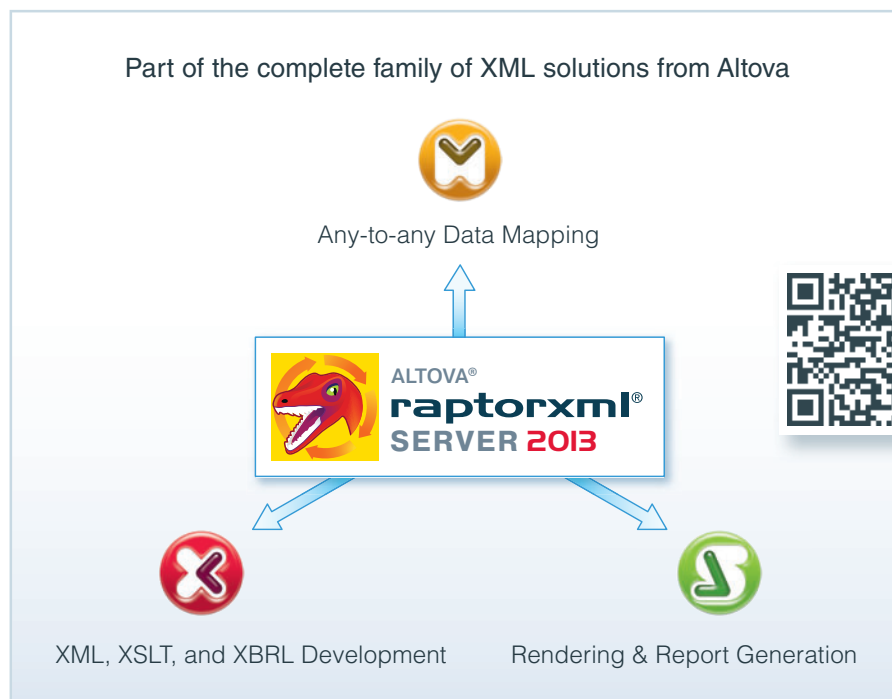 Part of the complete family of XML solutions from Altova
Any-to-any Data Mapping
ALTOVA®
raptorxml®
SERVER 2013
XML, XSLT, and XBRL Development
Rendering & Report Generation